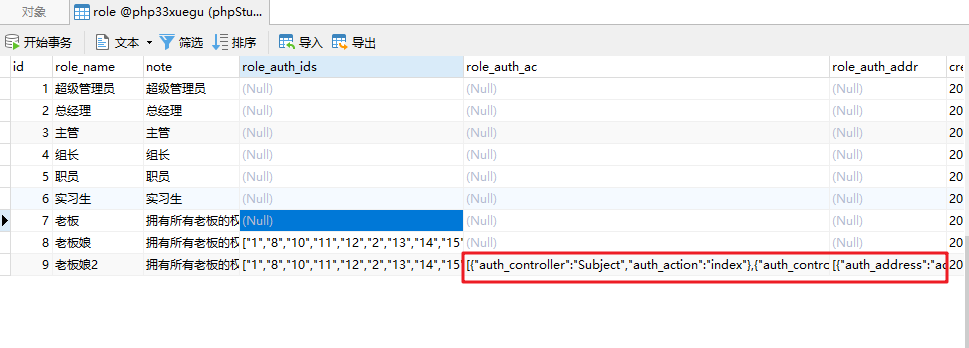 对象 role @php33xuegu (phpStu...
开始事务 文本 筛选 排序 导入 导出
id role_name note role_auth_ids role_auth_ac role_auth_addr cre
1 超级管理员 超级管理员 (Null) (Null) (Null) 20
2 总经理 总经理 (Null) (Null) (Null) 20
3 主管 主管 (Null) (Null) (Null) 20
4 组长 组长 (Null) (Null) (Null) 20
5 职员 职员 (Null) (Null) (Null) 20
6 实习生 实习生 (Null) (Null) (Null) 20
7 老板 拥有所有老板的权 (Null) (Null) (Null) 20
8 老板娘 拥有所有老板的权 ["1","8","10","11","12","2","13","14","15" (Null) (Null) 20
9 老板娘2 拥有所有老板的权 ["1","8","10","11","12","2","13","14","15" [{"auth_controller":"Subject","auth_action":"index"},{"auth_contrc [{"auth_address":"ac 20